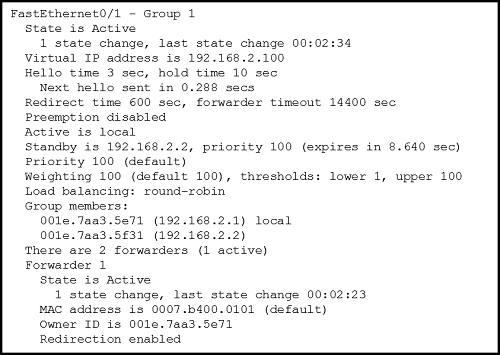 FastEthernet0/1 - Group 1
State is Active
1 state change, last state change 00:02:34
Virtual IP address is 192.168.2.100
Hello time 3 sec, hold time 10 sec
Next hello sent in 0.288 secs
Redirect time 600 sec, forwarder timeout 14400 sec
Preemption disabled
Active is local
Standby is 192.168.2.2, priority 100 (expires in 8.640 sec)
Priority 100 (default)
Weighting 100 (default 100), thresholds: lower 1, upper 100
Load balancing: round-robin
Group members:
001e.7aa3.5e71 (192.168.2.1) local
001e.7aa3.5f31 (192.168.2.2)
There are 2 forwarders (1 active)
Forwarder 1
State is Active
1 state change, last state change 00:02:23
MAC address is 0007.b400.0101 (default)
Owner ID is 001e.7aa3.5e71
Redirection enabled